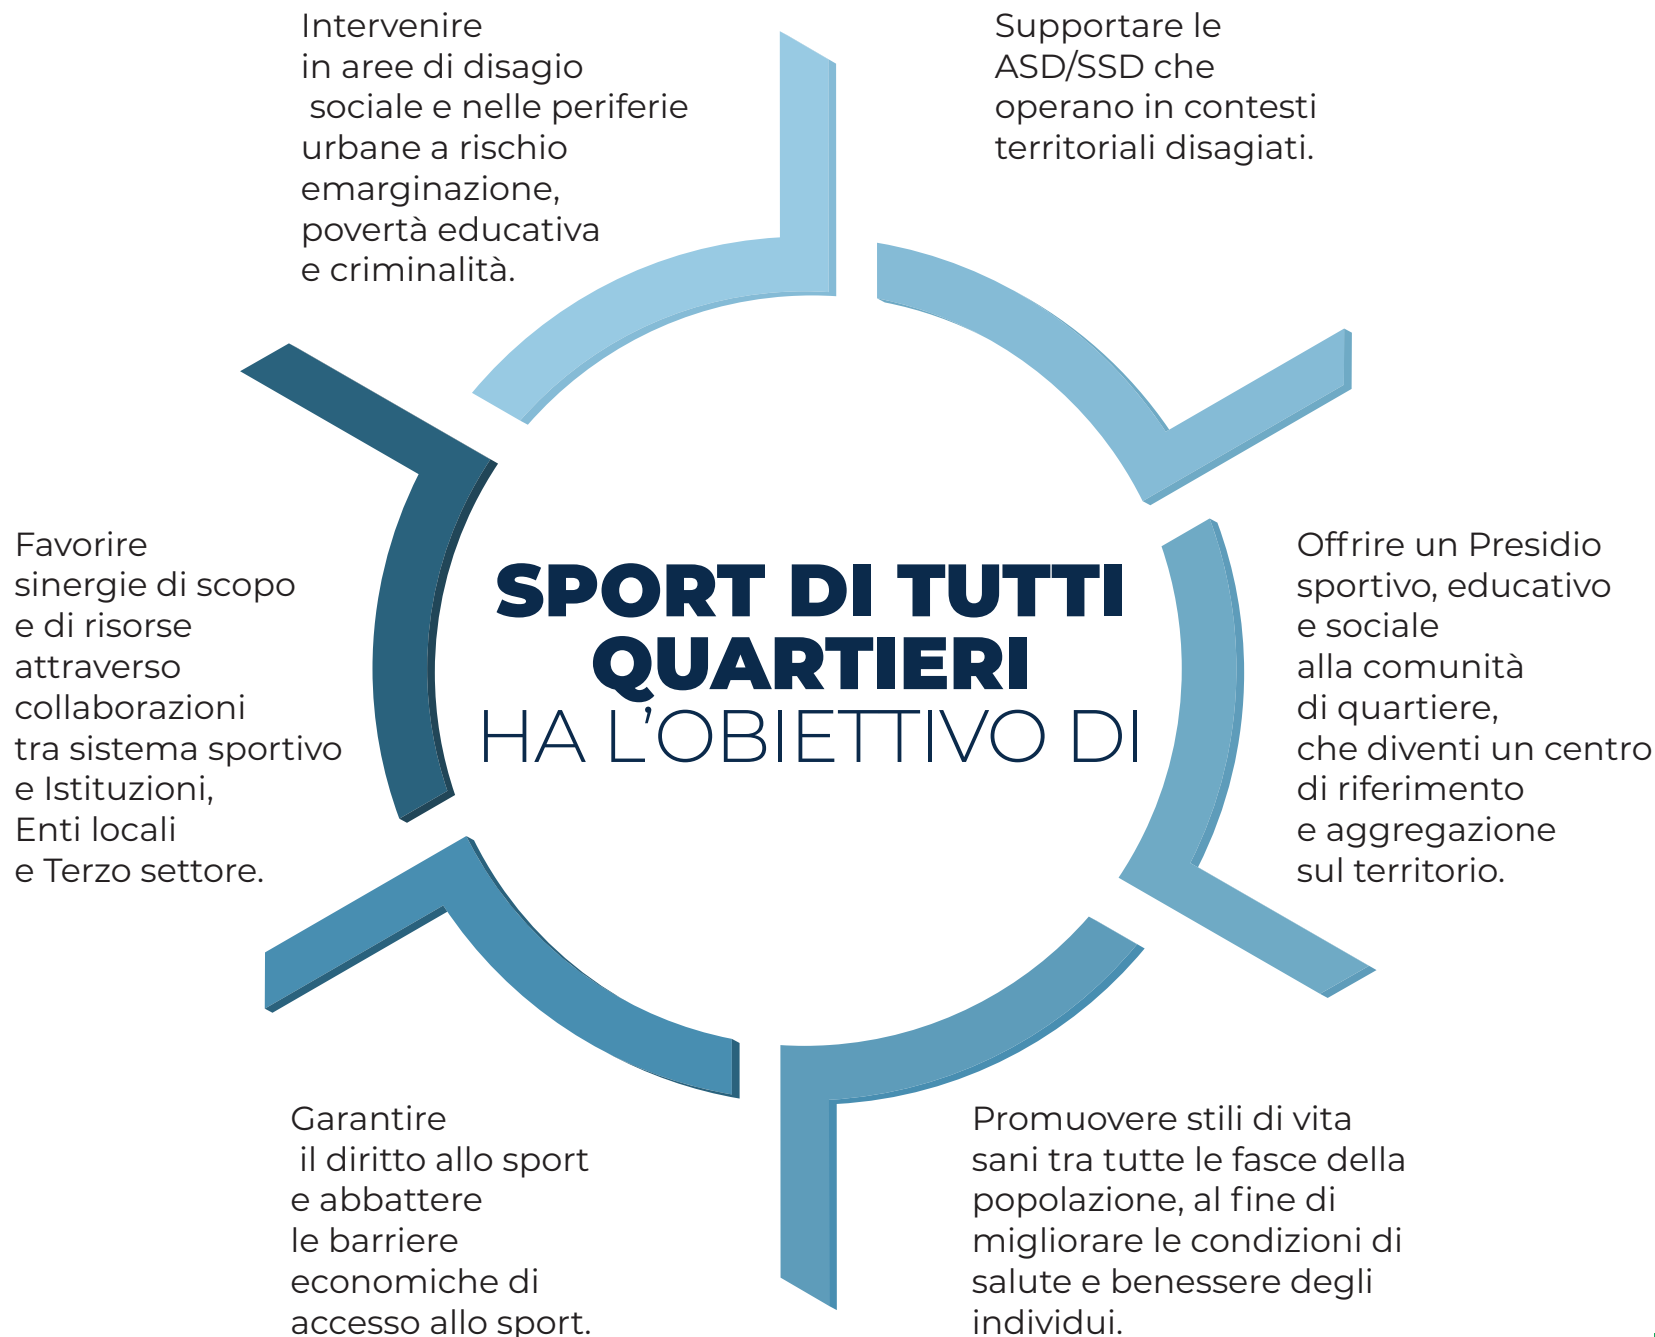 Intervenire
in aree di disagio
sociale e nelle periferie
urbane a rischio
emarginazione,
povertà educativa
e criminalità.
Supportare le
ASD/SSD che
operano in contesti
territoriali disagiati.
Favorire
sinergie di scopo
e di risorse
attraverso
collaborazioni
tra sistema sportivo
e Istituzioni,
Enti locali
e Terzo settore.
SPORT DI TUTTI
QUARTIERI
HA L'OBIETTIVO DI
Offrire un Presidio
sportivo, educativo
e sociale
alla comunità
di quartiere,
che diventi un centro
di riferimento
e aggregazione
sul territorio.
Garantire
il diritto allo sport
e abbattere
le barriere
economiche di
accesso allo sport.
Promuovere stili di vita
sani tra tutte le fasce della
popolazione, al fine di
migliorare le condizioni di
salute e benessere degli
individui.